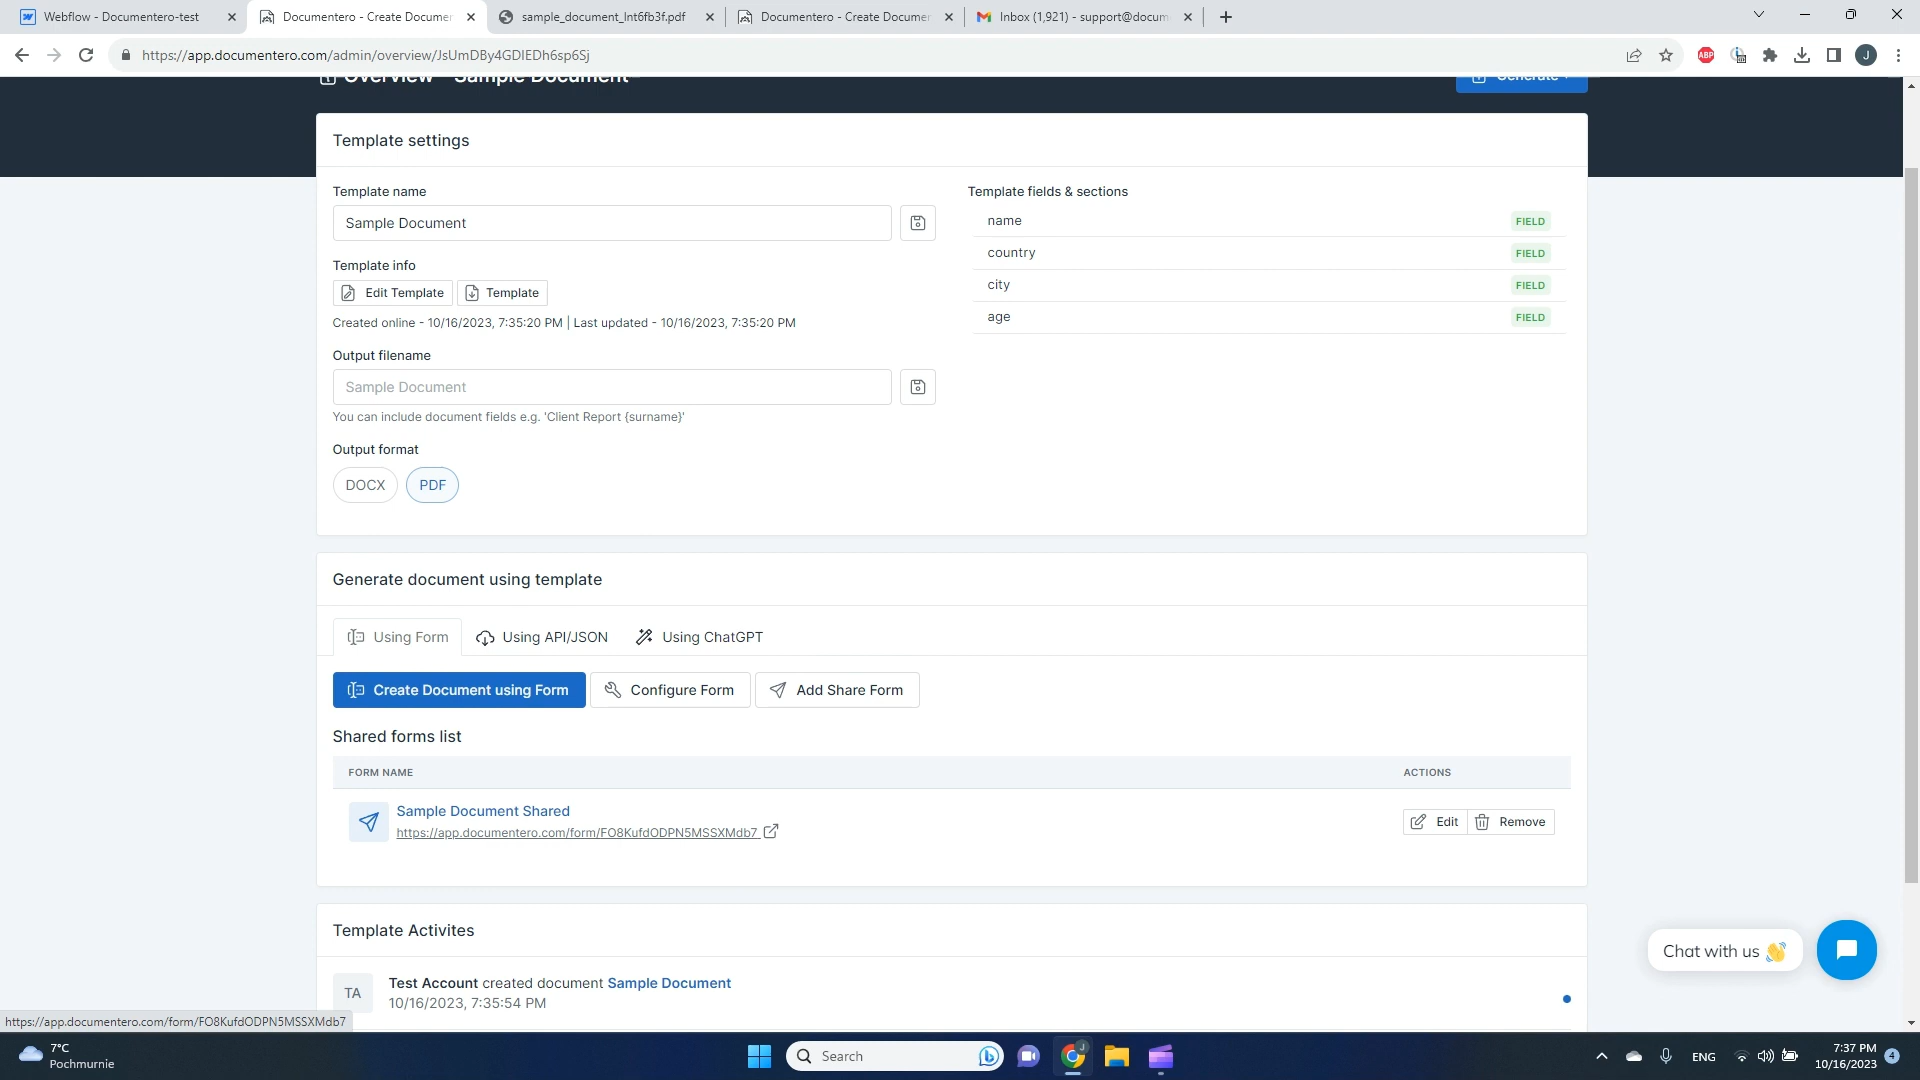 Webflow - Documentero-test
Documentero - Create Documen
sample_document_lnt6fb3f.pdf
Documentero - Create Documen
Inbox (1,921) - support@docum
https://app.documentero.com/admin/overview/JsUmDBy4GDIEDh6sp6Sj
ABP
J
Overview - Sample Document
Generate
Template settings
Template name
Sample Document
Template info
Edit Template
Template
Created online - 10/16/2023, 7:35:20 PM | Last updated - 10/16/2023, 7:35:20 PM
Output filename
Sample Document
You can include document fields e.g. 'Client Report {surname}'
Output format
DOCX
PDF
Template fields & sections
name FIELD
country FIELD
city FIELD
age FIELD
Generate document using template
Using Form
Using API/JSON
Using ChatGPT
Create Document using Form
Configure Form
Add Share Form
Shared forms list
FORM NAME ACTIONS
Sample Document Shared
https://app.documentero.com/form/FO8KufdODPN5MSSXMdb7
Edit
Remove
Template Activites
TA
Test Account created document Sample Document
10/16/2023, 7:35:54 PM
Chat with us 👋
https://app.documentero.com/form/FO8KufdODPN5MSSXMdb7
7°C
Pochmurnie
Search
J
ENG
7:37 PM
10/16/2023
4